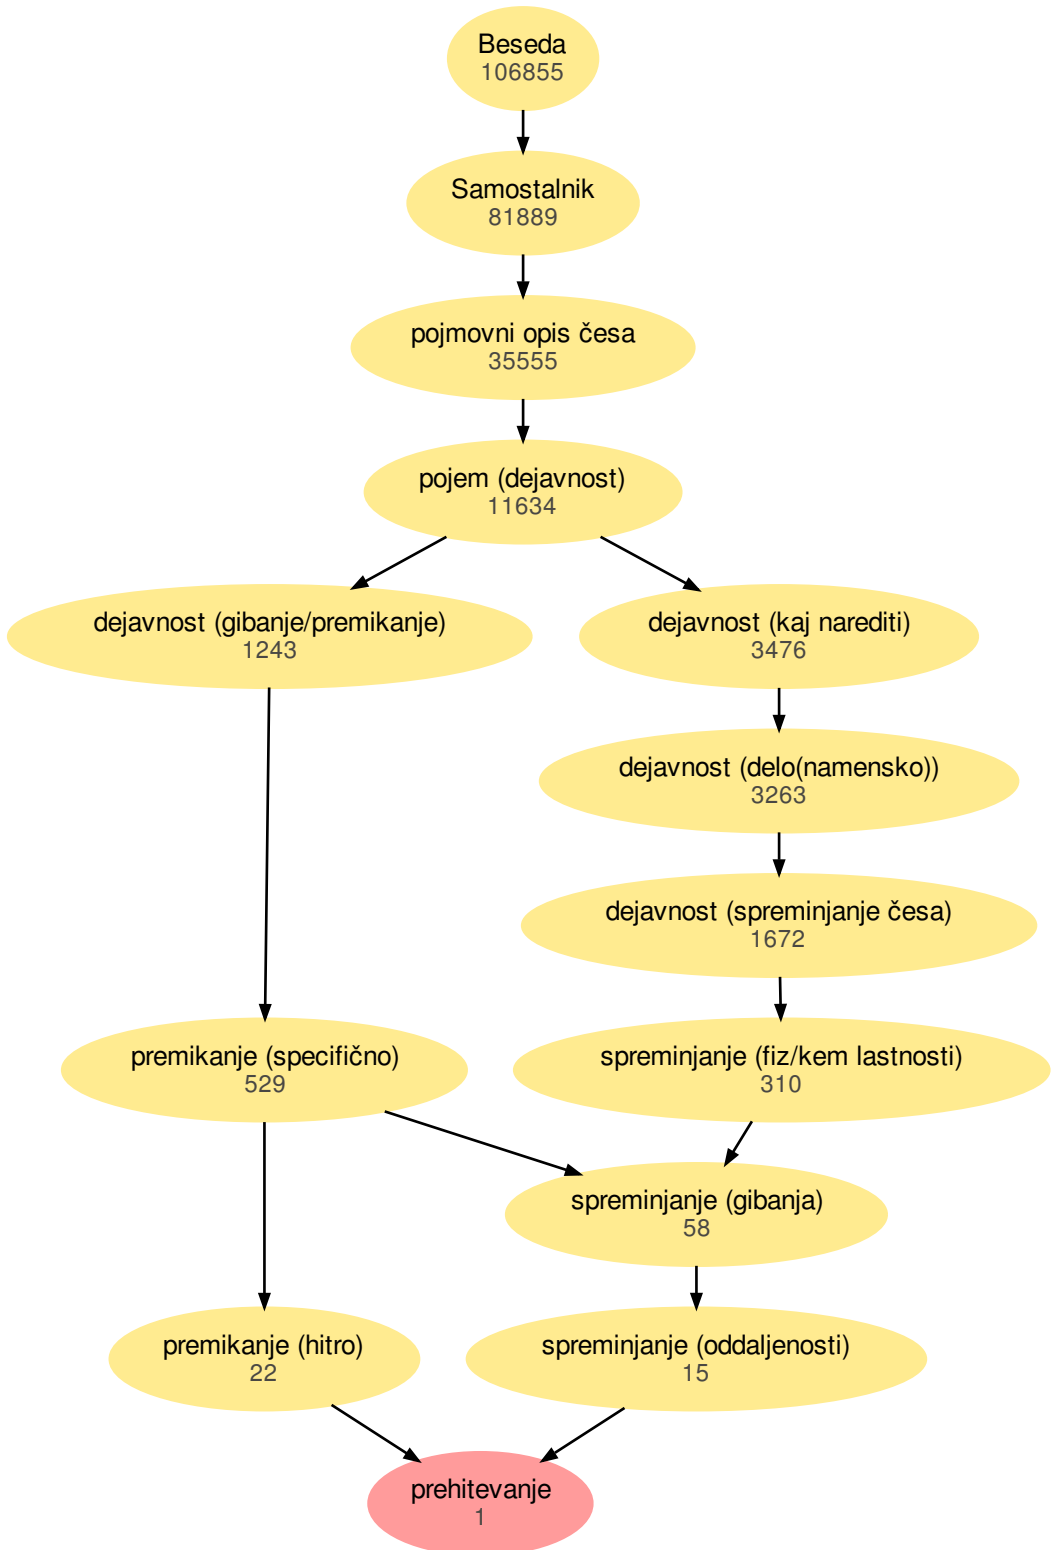 Beseda
106855
Samostalnik
81889
pojmovni opis česa
35555
pojem (dejavnost)
11634
dejavnost (gibanje/premikanje)
1243
dejavnost (kaj narediti)
3476
dejavnost (delo(namensko))
3263
dejavnost (spreminjanje česa)
1672
premikanje (specifično)
529
spreminjanje (fiz/kem lastnosti)
310
spreminjanje (gibanja)
58
premikanje (hitro)
22
spreminjanje (oddaljenosti)
15
prehitevanje
1